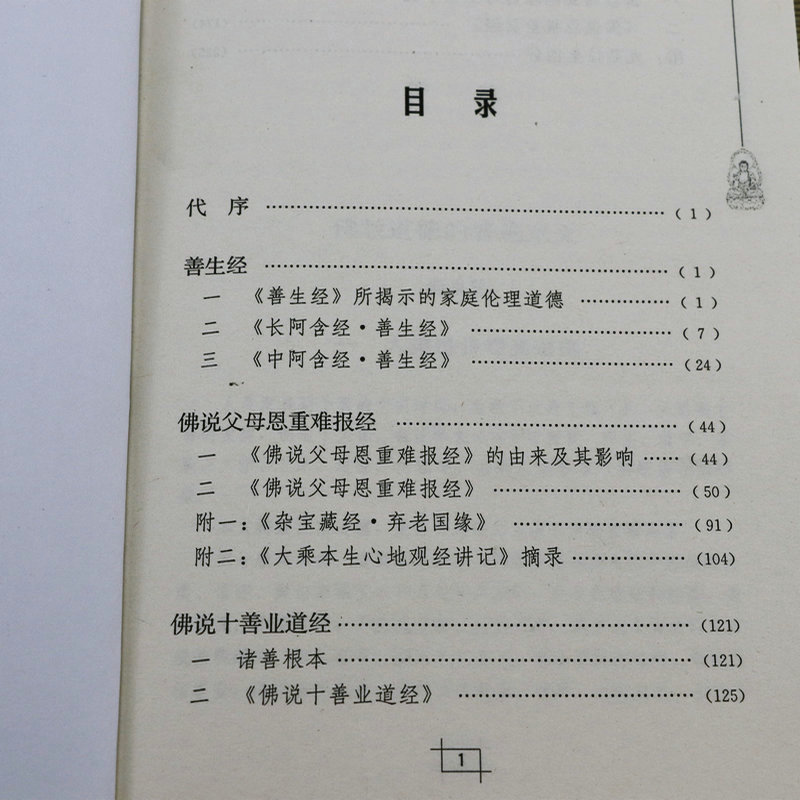 目 录
代 序 ……………………………………………（1）
善生经 ……………………………………………（1）
一 《善生经》所揭示的家庭伦理道德 …………（1）
二 《长阿含经·善生经》 ………………………（7）
三 《中阿含经·善生经》 ………………………（24）
佛说父母恩重难报经 ………………………………（44）
一 《佛说父母恩重难报经》的由来及其影响 ……（44）
二 《佛说父母恩重难报经》 ……………………（50）
附一：《杂宝藏经·弃老国缘》 …………………（91）
附二：《大乘本生心地观经讲记》摘录 …………（104）
佛说十善业道经 ……………………………………（121）
一 诸善根本 ………………………………………（121）
二 《佛说十善业道经》 …………………………（125）
1